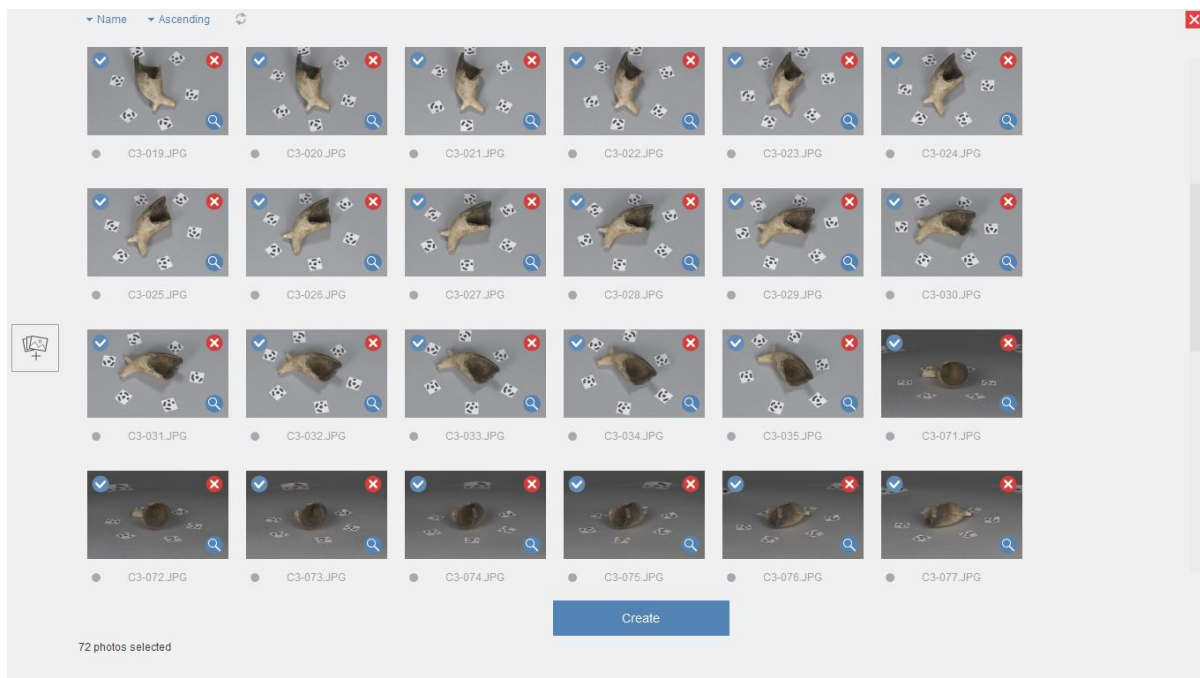 Name Ascending
C3-019.JPG C3-020.JPG C3-021.JPG C3-022.JPG C3-023.JPG C3-024.JPG
C3-025.JPG C3-026.JPG C3-027.JPG C3-028.JPG C3-029.JPG C3-030.JPG
C3-031.JPG C3-032.JPG C3-033.JPG C3-034.JPG C3-035.JPG C3-071.JPG
C3-072.JPG C3-073.JPG C3-074.JPG C3-075.JPG C3-076.JPG C3-077.JPG
Create
72 photos selected